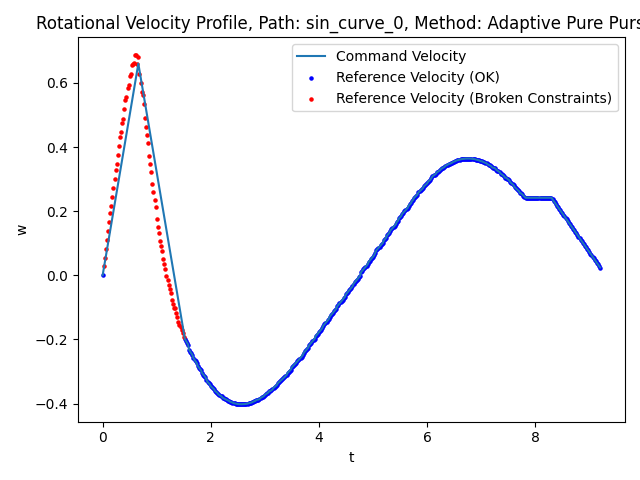 Rotational Velocity Profile, Path: sin_curve_0, Method: Adaptive Pure Purs
Command Velocity
Reference Velocity (OK)
Reference Velocity (Broken Constraints)
0.6
0.4
0.2
0.0
−0.2
−0.4
w
0 2 4 6 8
t